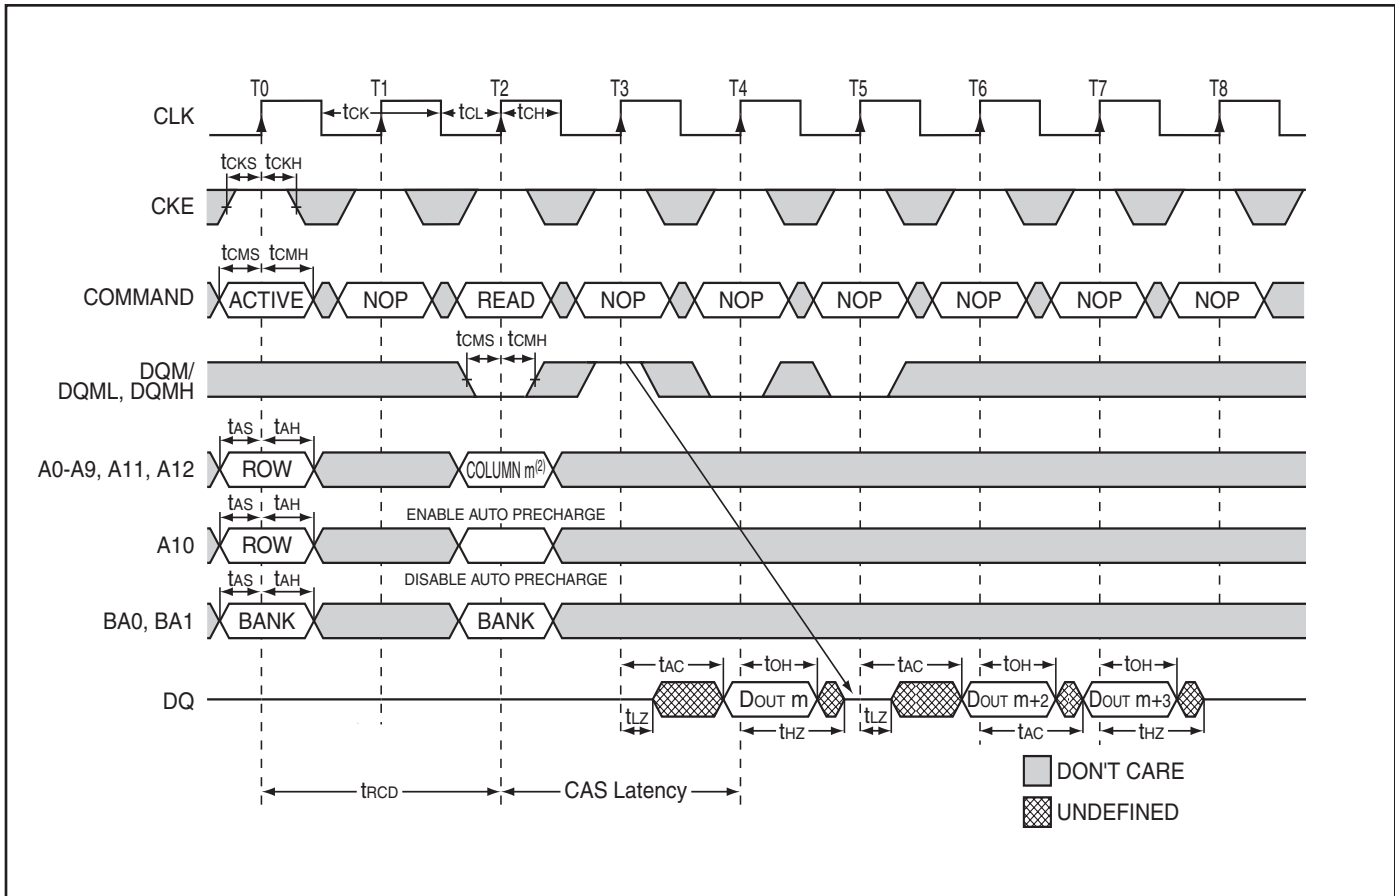 T0 T1 T2 T3 T4 T5 T6 T7 T8
CLK tCK tCL tCH
tCKS tCKH
CKE
tCMS tCMH
COMMAND ACTIVE NOP READ NOP NOP NOP NOP NOP NOP
tCMS tCMH
DQM/
DQML, DQMH
tAS tAH
A0-A9, A11, A12 ROW COLUMN m(2)
tAS tAH ENABLE AUTO PRECHARGE
A10 ROW
tAS tAH DISABLE AUTO PRECHARGE
BA0, BA1 BANK BANK
tAC tOH tAC tOH tOH
DQ DOUT m DOUT m+2 DOUT m+3
tLZ tHZ tLZ tAC tHZ
DON'T CARE
tRCD CAS Latency
UNDEFINED